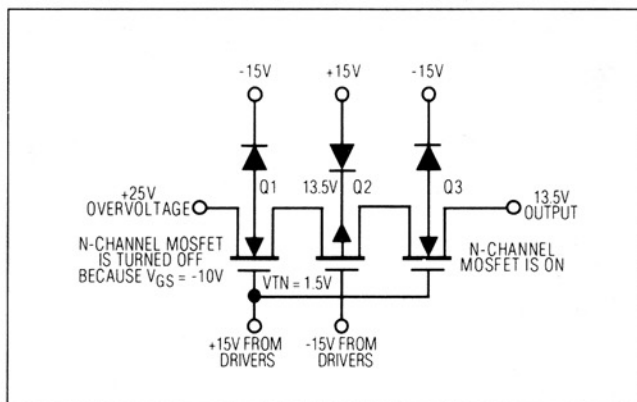 -15V
+15V
-15V
+25V
OVERVOLTAGE
Q1
13.5V
Q2
Q3
13.5V
OUTPUT
N-CHANNEL MOSFET
IS TURNED OFF
BECAUSE VGS = -10V
VTN = 1.5V
N-CHANNEL
MOSFET IS ON
+15V FROM
DRIVERS
-15V FROM
DRIVERS